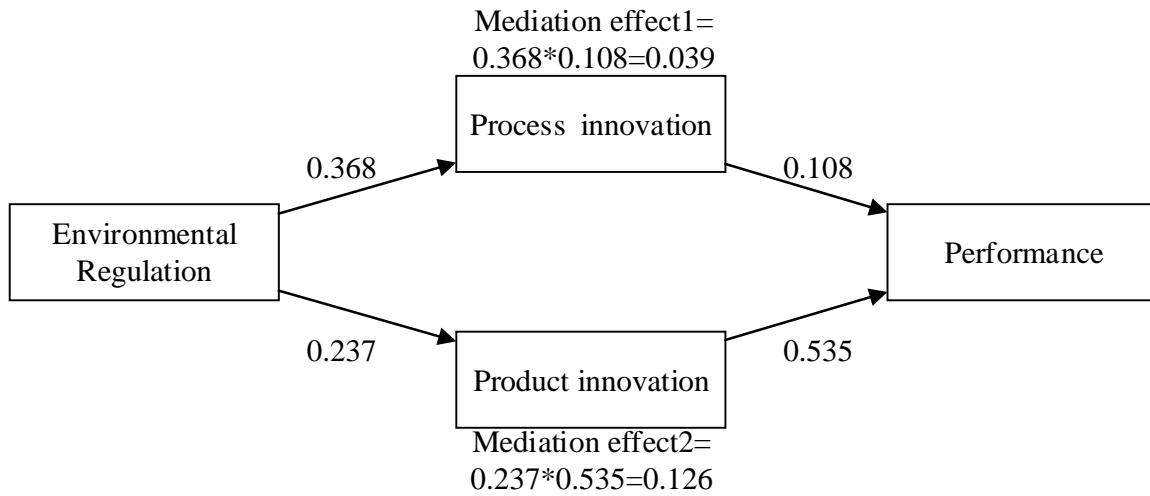 Mediation effect1=
0.368*0.108=0.039
Process innovation
0.368
0.108
Environmental
Regulation
Performance
0.237
0.535
Product innovation
Mediation effect2=
0.237*0.535=0.126